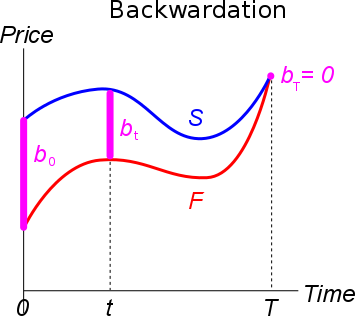 Backwardation
Price
b_T = 0
S
b_t
b_0
F
Time
0 t T